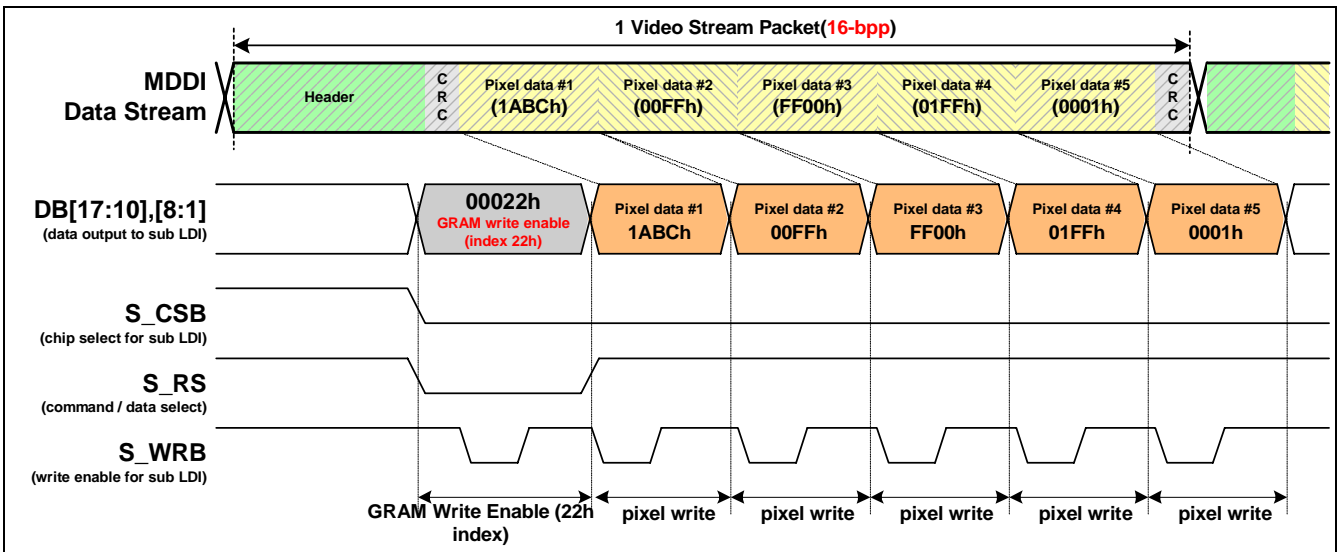 1 Video Stream Packet(16-bpp)
MDDI
Data Stream
Header
C
R
C
Pixel data #1
(1ABCh)
Pixel data #2
(00FFh)
Pixel data #3
(FF00h)
Pixel data #4
(01FFh)
Pixel data #5
(0001h)
C
R
C
DB[17:10],[8:1]
(data output to sub LDI)
00022h
GRAM write enable
(index 22h)
Pixel data #1
1ABCh
Pixel data #2
00FFh
Pixel data #3
FF00h
Pixel data #4
01FFh
Pixel data #5
0001h
S_CSB
(chip select for sub LDI)
S_RS
(command / data select)
S_WRB
(write enable for sub LDI)
GRAM Write Enable (22h
index)
pixel write
pixel write
pixel write
pixel write
pixel write